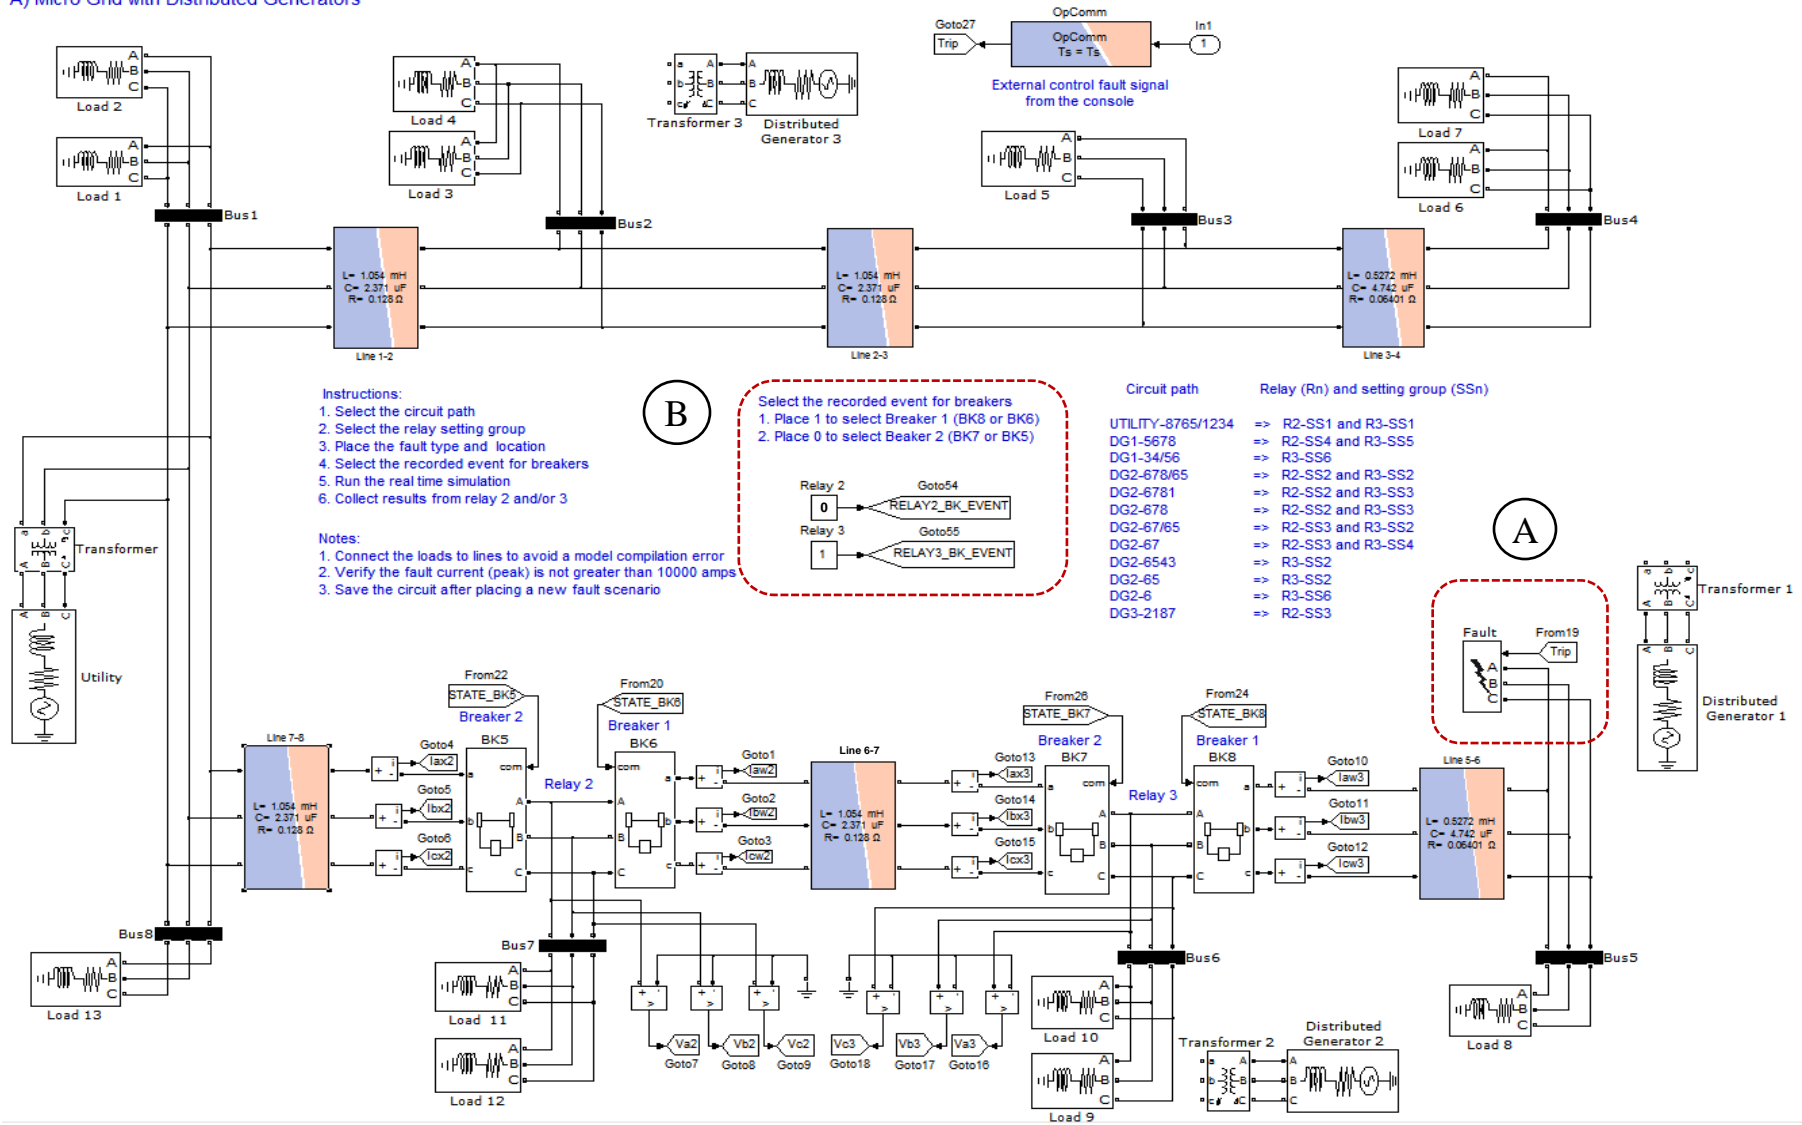 A) Micro Grid with Distributed Generators
Goto27
Trip
OpComm
OpComm
Ts = Ts
In1
1
External control fault signal
from the console
A
B
C
Load 2
A
B
C
Load 1
Bus1
A
B
C
Load 4
A
B
C
Load 3
Bus2
a
b
c
A
B
C
Transformer 3
A
B
C
Distributed
Generator 3
A
B
C
Load 5
Bus3
A
B
C
Load 7
A
B
C
Load 6
Bus4
L= 1.054 mH
C= 2.371 uF
R= 0.128 Ω
Line 1-2
L= 1.054 mH
C= 2.371 uF
R= 0.128 Ω
Line 2-3
L= 0.5272 mH
C= 4.742 uF
R= 0.06401 Ω
Line 3-4
Instructions:
1. Select the circuit path
2. Select the relay setting group
3. Place the fault type and location
4. Select the recorded event for breakers
5. Run the real time simulation
6. Collect results from relay 2 and/or 3
Notes:
1. Connect the loads to lines to avoid a model compilation error
2. Verify the fault current (peak) is not greater than 10000 amps
3. Save the circuit after placing a new fault scenario
B
Select the recorded event for breakers
1. Place 1 to select Breaker 1 (BK8 or BK6)
2. Place 0 to select Beaker 2 (BK7 or BK5)
Relay 2
0
Goto54
RELAY2_BK_EVENT
Relay 3
1
Goto55
RELAY3_BK_EVENT
Circuit path Relay (Rn) and setting group (SSn)
UTILITY-8765/1234 => R2-SS1 and R3-SS1
DG1-5678 => R2-SS4 and R3-SS5
DG1-34/56 => R3-SS6
DG2-678/65 => R2-SS2 and R3-SS2
DG2-6781 => R2-SS2 and R3-SS3
DG2-678 => R2-SS2 and R3-SS3
DG2-67/65 => R2-SS3 and R3-SS2
DG2-67 => R2-SS3 and R3-SS4
DG2-6543 => R3-SS2
DG2-65 => R3-SS2
DG2-6 => R3-SS6
DG3-2187 => R2-SS3
A
a
b
c
A
B
C
Transformer
A
B
C
Utility
Fault
From19
Trip
A
B
C
a
b
c
A
B
C
Transformer 1
A
B
C
Distributed
Generator 1
From22
STATE_BK5
Breaker 2
BK5
From20
STATE_BK6
Breaker 1
BK6
From26
STATE_BK7
Breaker 2
BK7
From24
STATE_BK8
Breaker 1
BK8
Line 7-8
L= 1.054 mH
C= 2.371 uF
R= 0.128 Ω
i
+ -
Goto4
Iax2
i
+ -
Goto5
Ibx2
i
+ -
Goto6
Icx2
com
a
b
c
A
B
C
Relay 2
com
A
B
C
a
b
c
i
+ -
Goto1
Iaw2
i
+ -
Goto2
Ibw2
i
+ -
Goto3
Icw2
Line 6-7
L= 1.054 mH
C= 2.371 uF
R= 0.128 Ω
i
+ -
Goto13
Iax3
i
+ -
Goto14
Ibx3
i
+ -
Goto15
Icx3
com
a
b
c
A
B
C
Relay 3
com
A
B
C
a
b
c
i
+ -
Goto10
Iaw3
i
+ -
Goto11
Ibw3
i
+ -
Goto12
Icw3
Line 5-6
L= 0.5272 mH
C= 4.742 uF
R= 0.06401 Ω
Bus8
A
B
C
Load 13
Bus7
A
B
C
Load 11
A
B
C
Load 12
+ -
v
+ -
v
+ -
v
Va2
Goto7
Vb2
Goto8
Vc2
Goto9
+ -
v
+ -
v
+ -
v
Vc3
Goto18
Vb3
Goto17
Va3
Goto16
Bus6
A
B
C
Load 10
A
B
C
Load 9
Transformer 2
a
b
c
A
B
C
Distributed
Generator 2
A
B
C
Bus5
A
B
C
Load 8